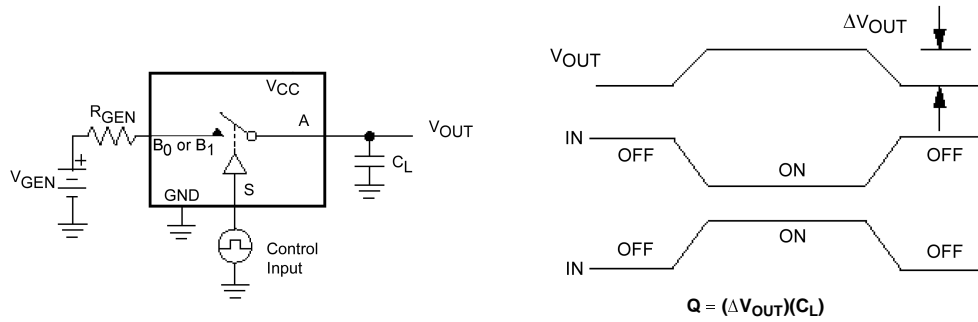 VCC
RGEN
A
B0 or B1
VOUT
VGEN
+
CL
S
GND
Control
Input
ΔVOUT
VOUT
IN
OFF
ON
OFF
IN
OFF
ON
OFF
Q = (ΔVOUT)(CL)